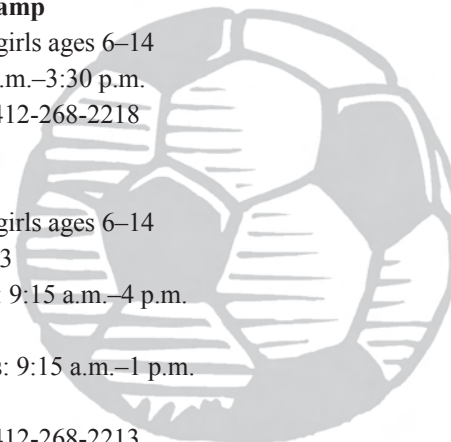 amp
girls ages 6–14
.m.–3:30 p.m.
412-268-2218
girls ages 6–14
3
: 9:15 a.m.–4 p.m.
s: 9:15 a.m.–1 p.m.
412-268-2213